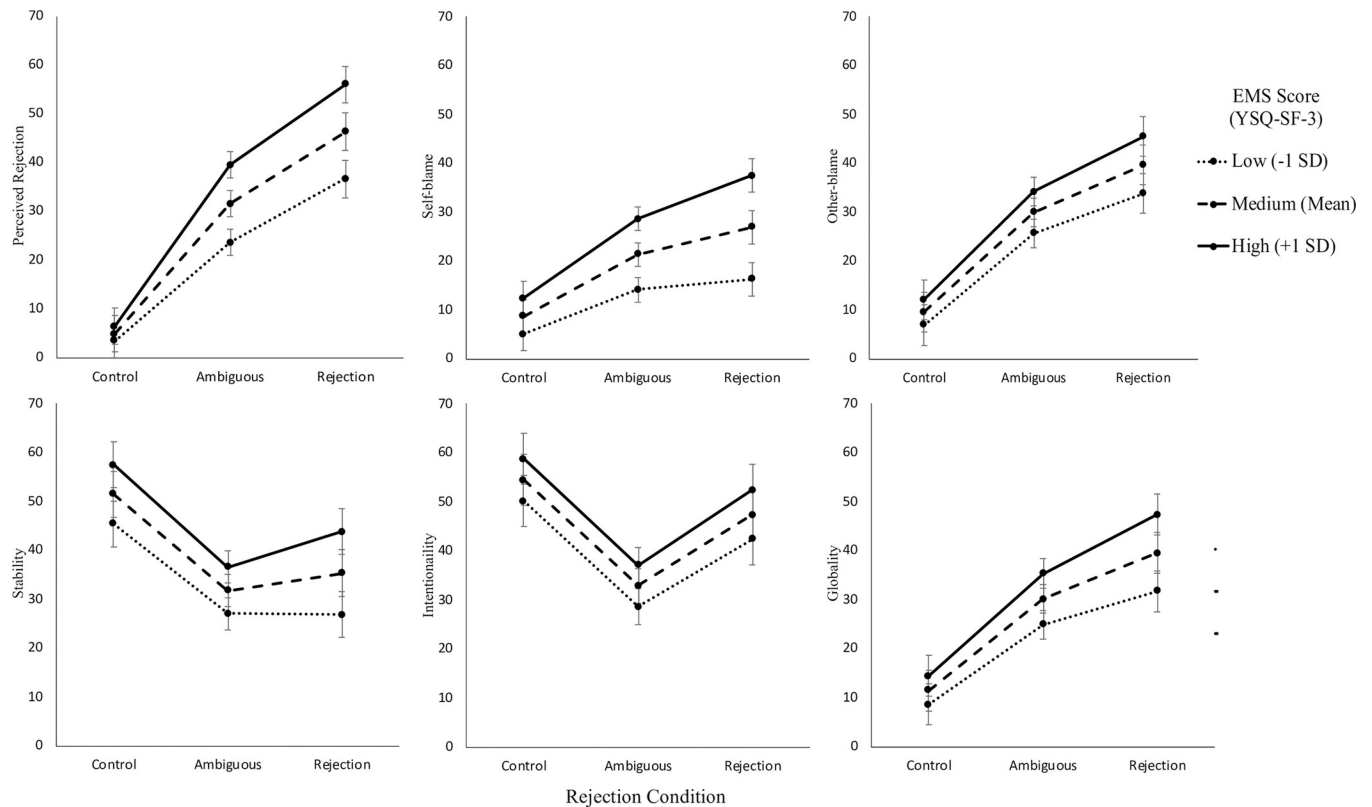 70
60
50
40
30
20
10
0
Perceived Rejection
Control Ambiguous Rejection
70
60
50
40
30
20
10
0
Self-blame
Control Ambiguous Rejection
70
60
50
40
30
20
10
0
Other-blame
Control Ambiguous Rejection
EMS Score
(YSQ-SF-3)
Low (-1 SD)
Medium (Mean)
High (+1 SD)
70
60
50
40
30
20
10
0
Stability
Control Ambiguous Rejection
70
60
50
40
30
20
10
0
Intentionaility
Control Ambiguous Rejection
70
60
50
40
30
20
10
0
Globality
Control Ambiguous Rejection
Rejection Condition